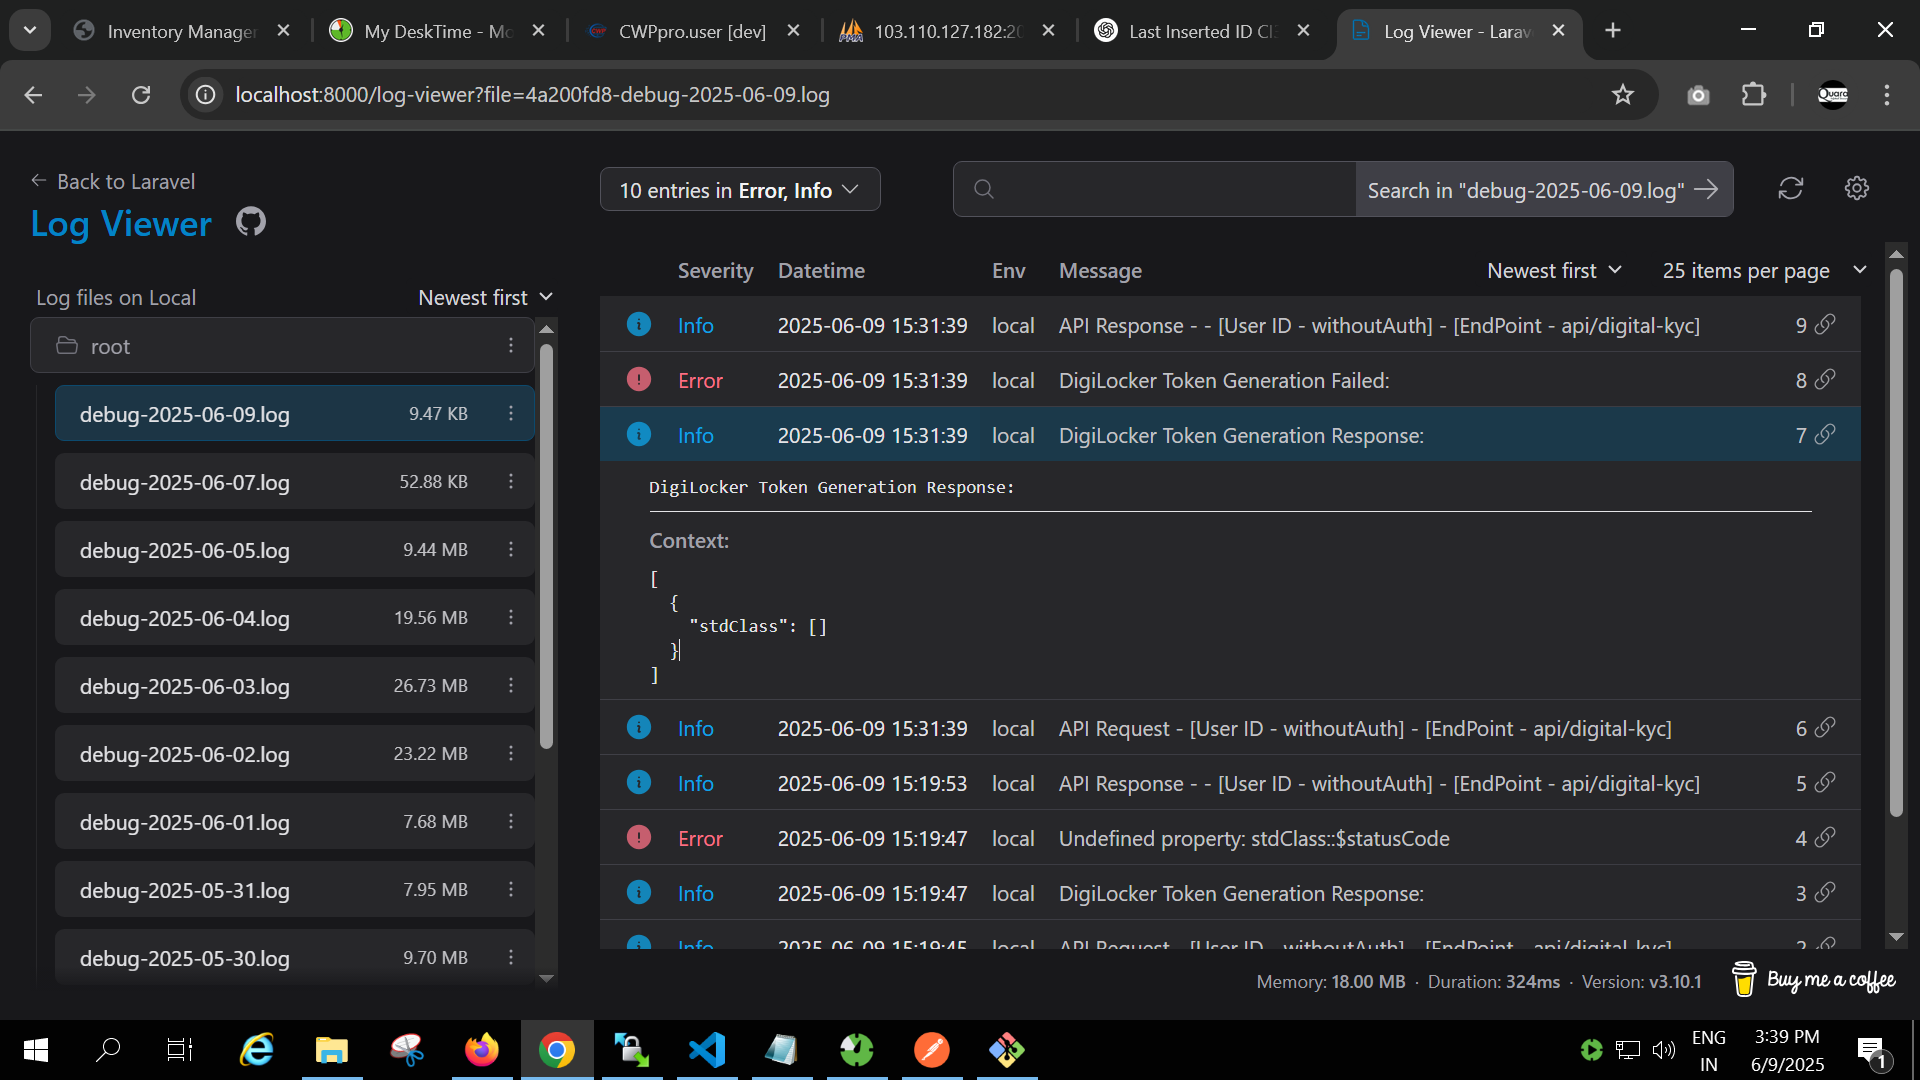 Inventory Manager
My DeskTime - Mo
CWPpro.user [dev]
103.110.127.182:20
Last Inserted ID CI
Log Viewer - Larav
localhost:8000/log-viewer?file=4a200fd8-debug-2025-06-09.log
Quara
← Back to Laravel
Log Viewer
10 entries in Error, Info
Search in "debug-2025-06-09.log"
Log files on Local
Newest first
root
debug-2025-06-09.log 9.47 KB
debug-2025-06-07.log 52.88 KB
debug-2025-06-05.log 9.44 MB
debug-2025-06-04.log 19.56 MB
debug-2025-06-03.log 26.73 MB
debug-2025-06-02.log 23.22 MB
debug-2025-06-01.log 7.68 MB
debug-2025-05-31.log 7.95 MB
debug-2025-05-30.log 9.70 MB
Severity Datetime Env Message Newest first 25 items per page
Info 2025-06-09 15:31:39 local API Response - - [User ID - withoutAuth] - [EndPoint - api/digital-kyc] 9
Error 2025-06-09 15:31:39 local DigiLocker Token Generation Failed: 8
Info 2025-06-09 15:31:39 local DigiLocker Token Generation Response: 7
DigiLocker Token Generation Response:
Context:
[
{
"stdClass": []
}
]
Info 2025-06-09 15:31:39 local API Request - [User ID - withoutAuth] - [EndPoint - api/digital-kyc] 6
Info 2025-06-09 15:19:53 local API Response - - [User ID - withoutAuth] - [EndPoint - api/digital-kyc] 5
Error 2025-06-09 15:19:47 local Undefined property: stdClass::$statusCode 4
Info 2025-06-09 15:19:47 local DigiLocker Token Generation Response: 3
Info 2025-06-09 15:19:45 local API Request - [User ID - withoutAuth] - [EndPoint - api/digital-kyc] 2
Memory: 18.00 MB · Duration: 324ms · Version: v3.10.1
Buy me a coffee
ENG
IN
3:39 PM
6/9/2025
1